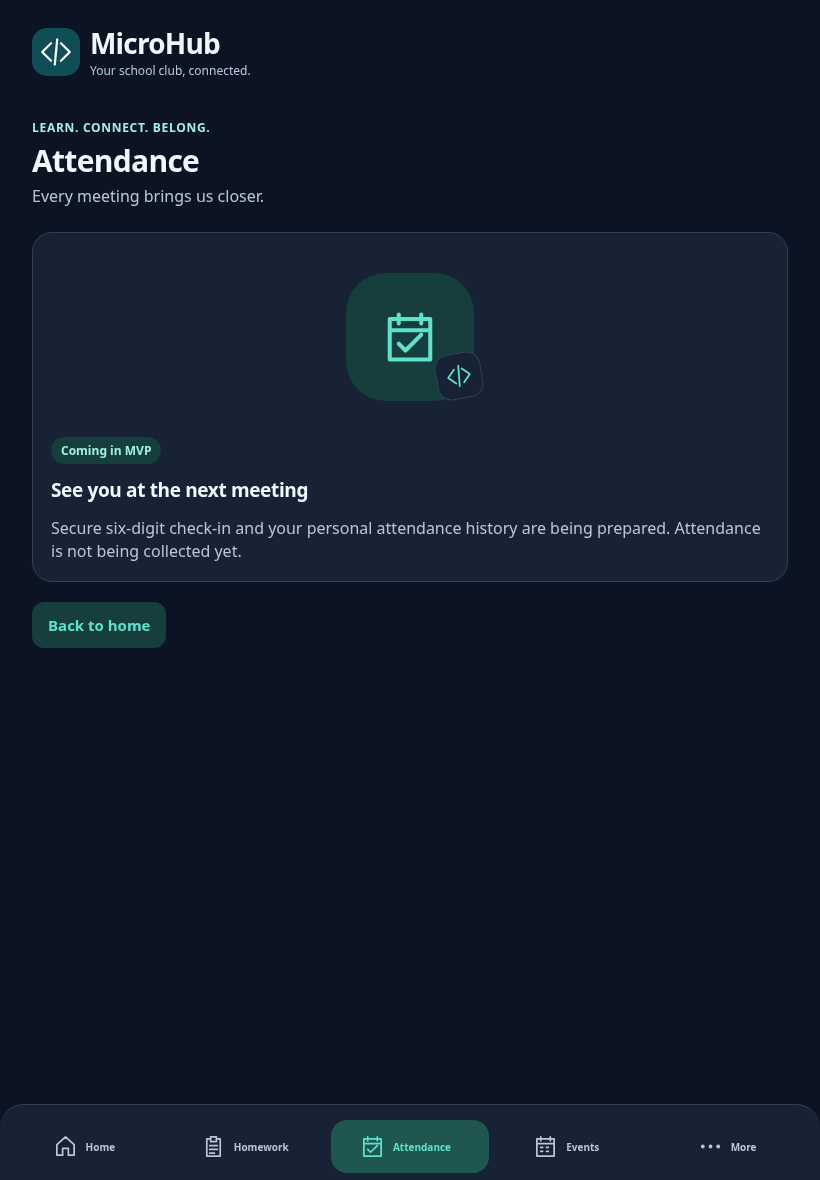 MicroHub
Your school club, connected.
LEARN. CONNECT. BELONG.
Attendance
Every meeting brings us closer.
Coming in MVP
See you at the next meeting
Secure six-digit check-in and your personal attendance history are being prepared. Attendance
is not being collected yet.
Back to home
Home
Homework
Attendance
Events
More